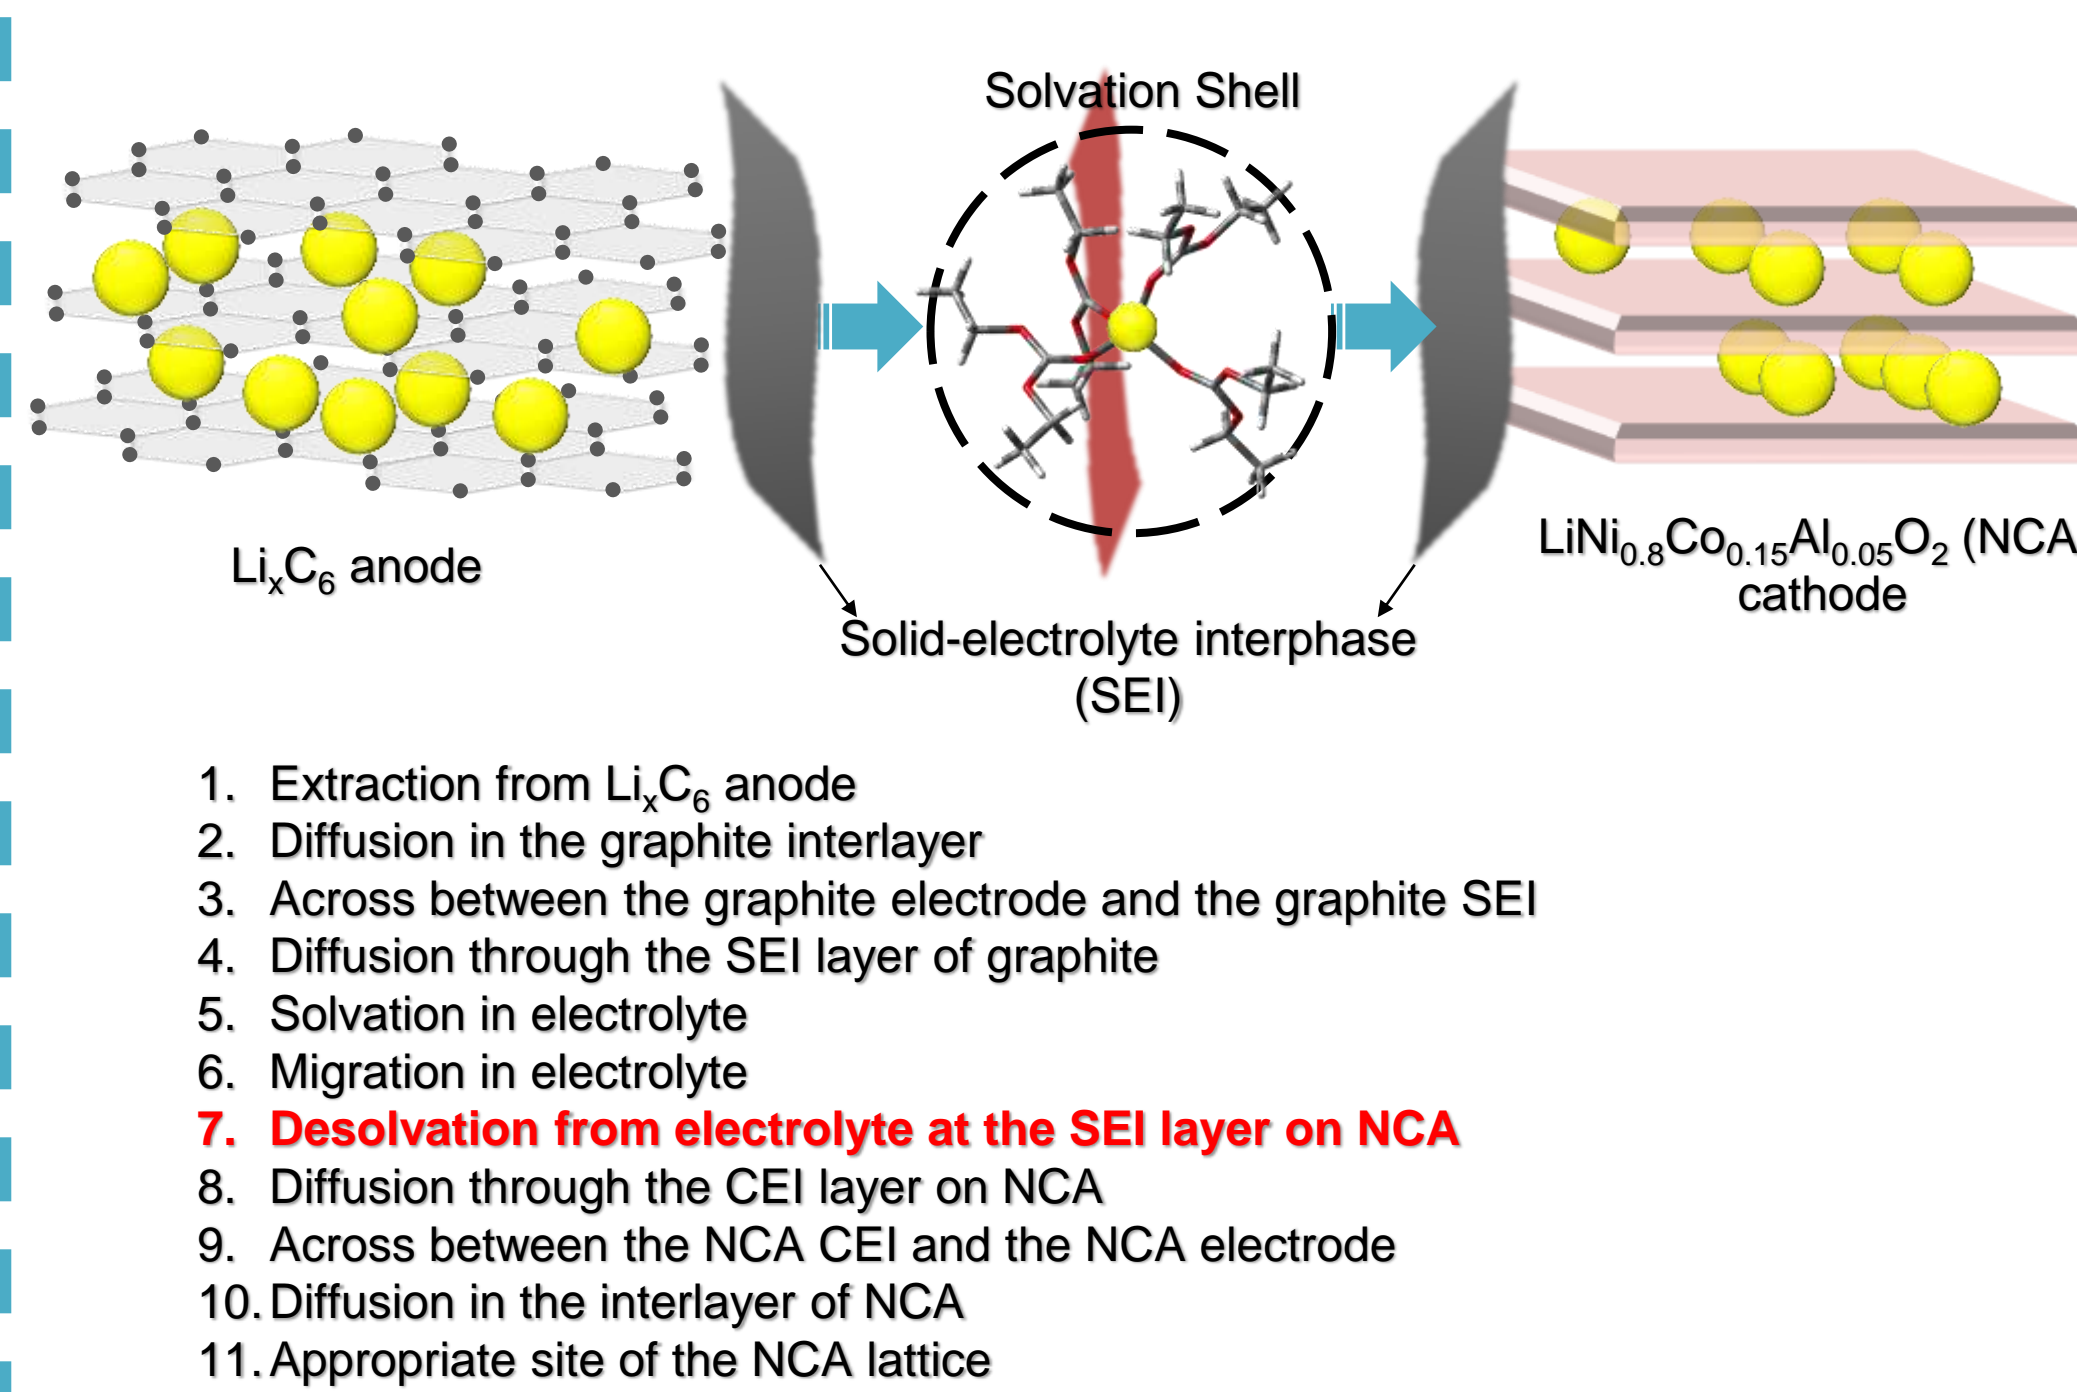 Solvation Shell
LiₓC₆ anode
LiNi₀.₈Co₀.₁₅Al₀.₀₅O₂ (NCA
cathode
Solid-electrolyte interphase
(SEI)
1. Extraction from LiₓC₆ anode
2. Diffusion in the graphite interlayer
3. Across between the graphite electrode and the graphite SEI
4. Diffusion through the SEI layer of graphite
5. Solvation in electrolyte
6. Migration in electrolyte
7. Desolvation from electrolyte at the SEI layer on NCA
8. Diffusion through the CEI layer on NCA
9. Across between the NCA CEI and the NCA electrode
10. Diffusion in the interlayer of NCA
11. Appropriate site of the NCA lattice